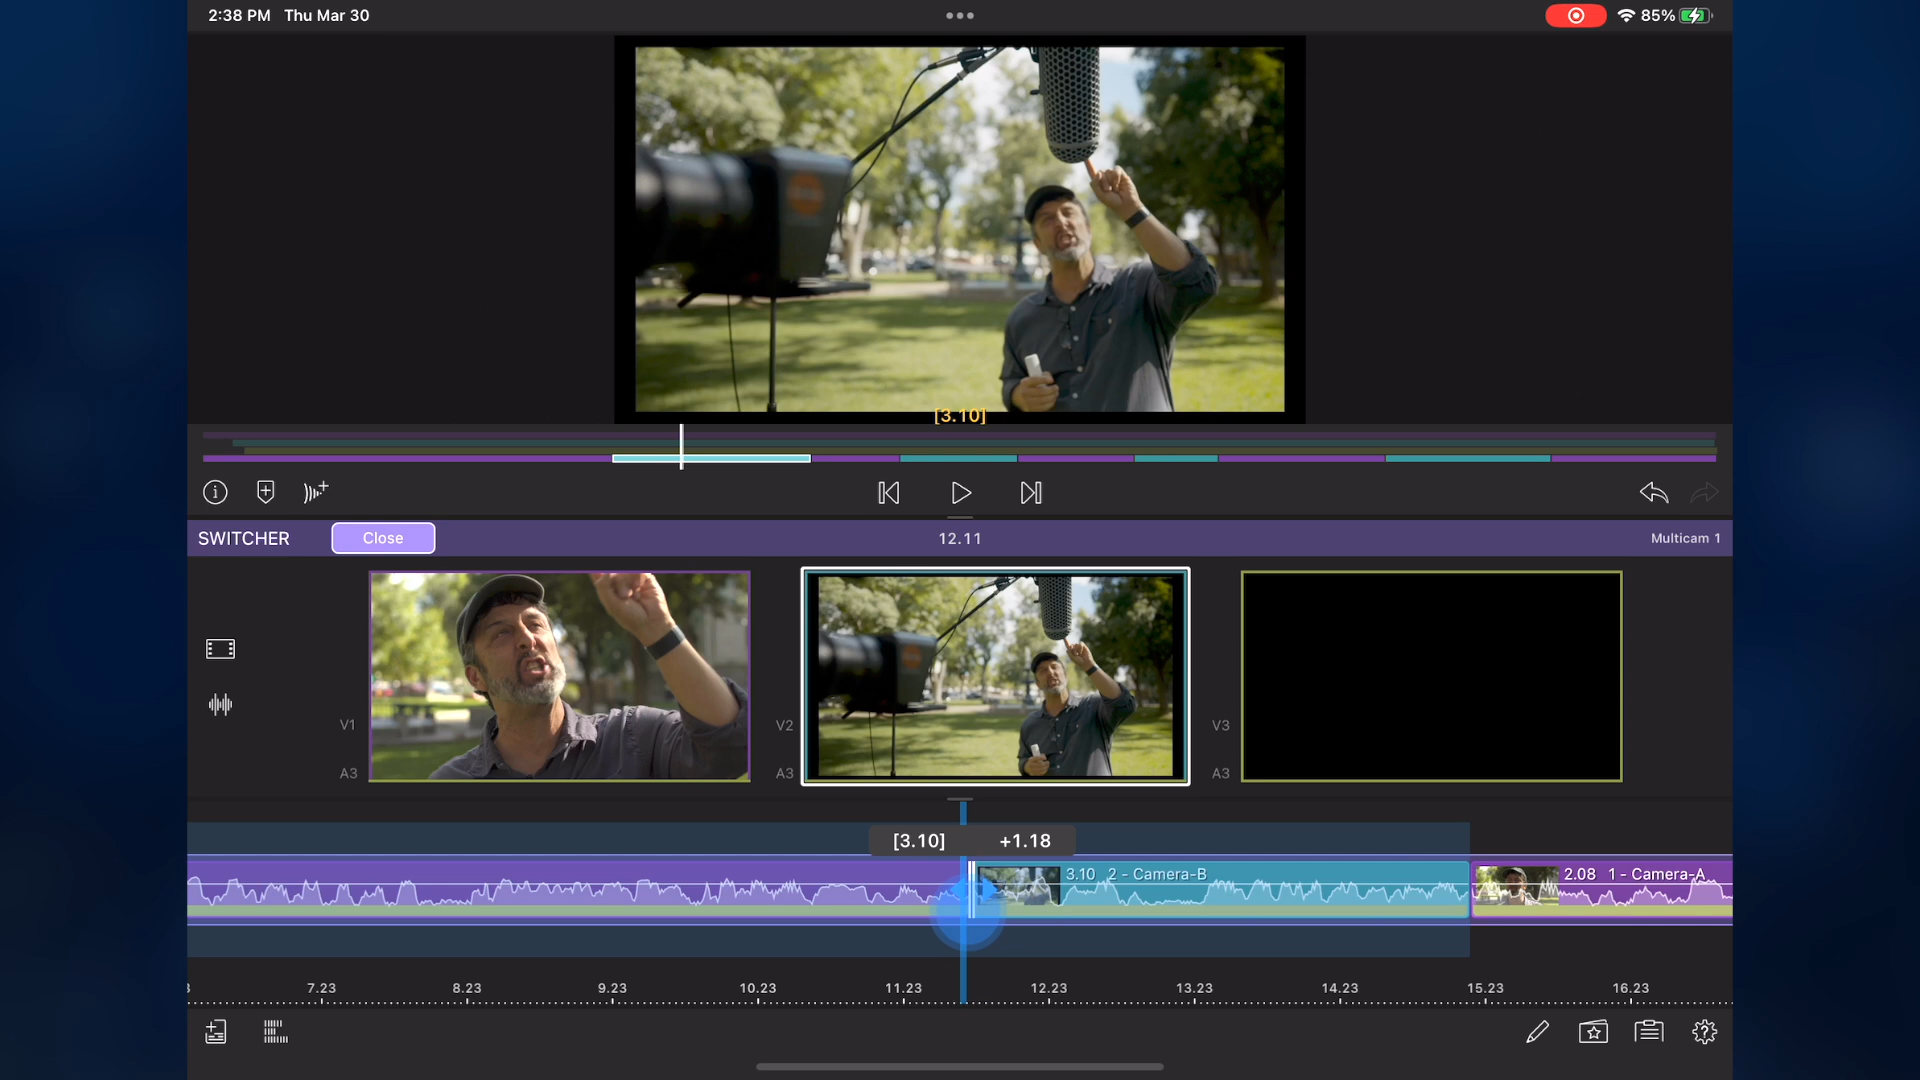 2:38 PM Thu Mar 30
85%
[3.10]
SWITCHER
Close
12.11
Multicam 1
V1
A3
V2
A3
V3
A3
[3.10] +1.18
3.10 2 - Camera-B
2.08 1 - Camera-A
7.23 8.23 9.23 10.23 11.23 12.23 13.23 14.23 15.23 16.23